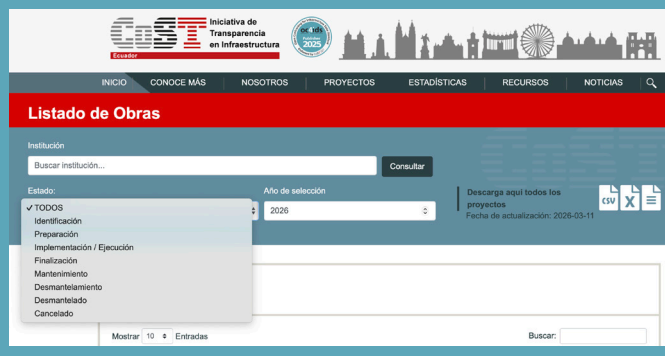 COST
Iniciativa de
Transparencia
en Infraestructura
Ecuador
oc4ids
2025
INICIO CONOCE MÁS NOSOTROS PROYECTOS ESTADÍSTICAS RECURSOS NOTICIAS
Listado de Obras
Institución
Buscar institución... Consultar
Estado: Año de selección
✓ TODOS
Identificación
Preparación
Implementación / Ejecución
Finalización
Mantenimiento
Desmantelamiento
Desmantelado
Cancelado
2026
Descarga aquí todos los
proyectos
Fecha de actualización: 2026-03-11
CSV X
Mostrar 10 Entradas Buscar: